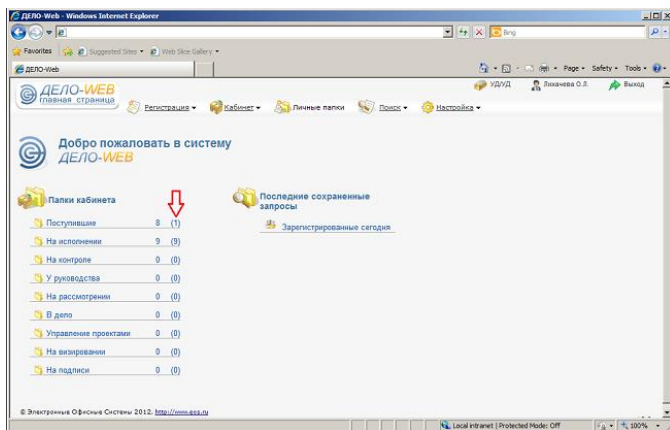 ДЕЛО-Web - Windows Internet Explorer
Bing
Favorites Suggested Sites Web Slice Gallery
ДЕЛО-Web
Page Safety Tools
УД/УД Лихачева О.Л. Выход
ДЕЛО-WEB
главная страница
Регистрация Кабинет Личные папки Поиск Настройка
Добро пожаловать в систему
ДЕЛО-WEB
Папки кабинета
Поступившие 8 (1)
На исполнении 9 (9)
На контроле 0 (0)
У руководства 0 (0)
На рассмотрении 0 (0)
В дело 0 (0)
Управление проектами 0 (0)
На визировании 0 (0)
На подписи 0 (0)
Последние сохраненные
запросы
Зарегистрированные сегодня
© Электронные Офисные Системы 2012. http://www.eos.ru
Local intranet | Protected Mode: Off 100%